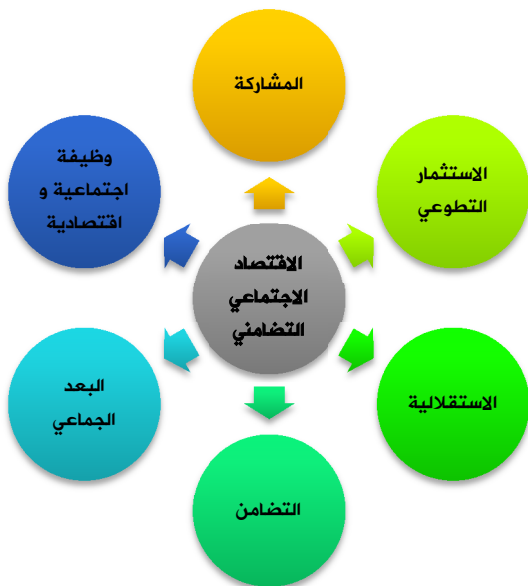 المشاركة
الاستثمار
التطوعي
الاستقلالية
التضامن
البعد
الجماعي
وظيفة
اجتماعية و
اقتصادية
الاقتصاد
الاجتماعي
التضامني